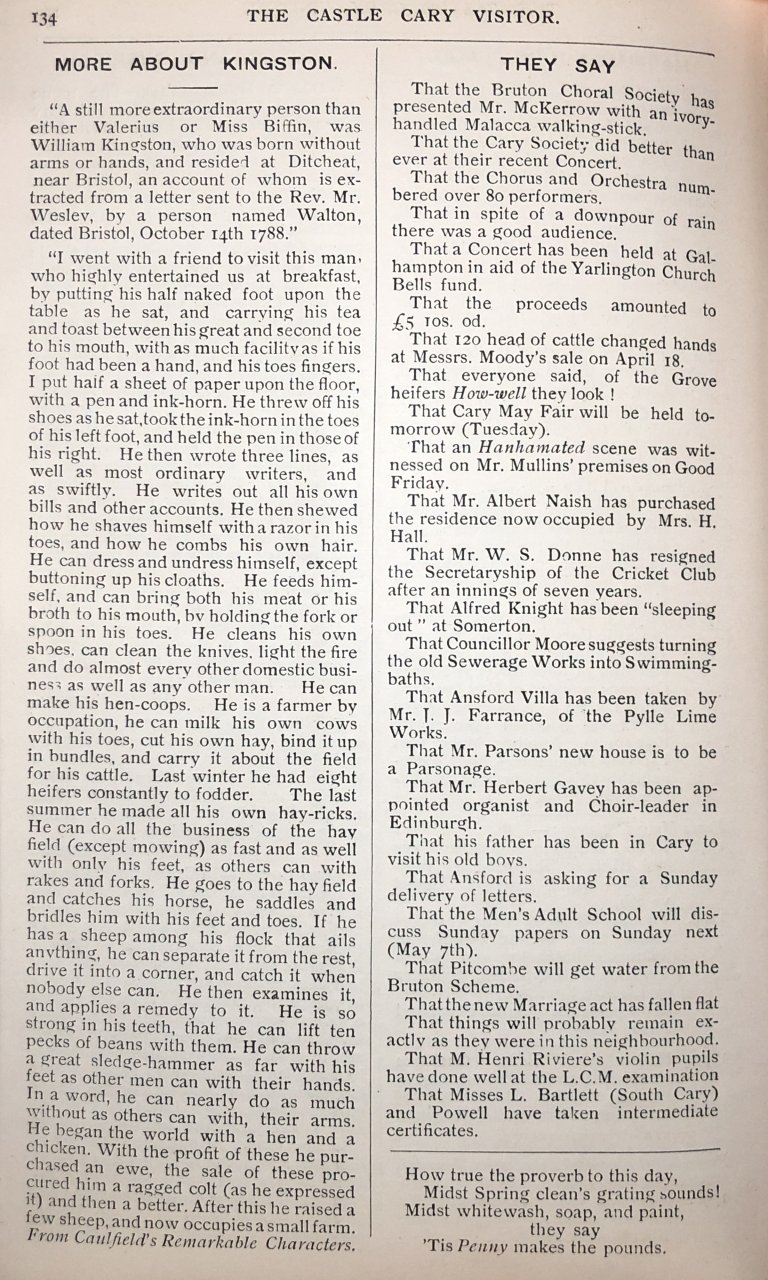 134
THE CASTLE CARY VISITOR.
MORE ABOUT KINGSTON.
"A still more extraordinary person than
either Valerius or Miss Biffin, was
William Kingston, who was born without
arms or hands, and resided at Ditcheat,
near Bristol, an account of whom is ex-
tracted from a letter sent to the Rev. Mr.
Wesley, by a person named Walton,
dated Bristol, October 14th 1788."
"I went with a friend to visit this man,
who highly entertained us at breakfast,
by putting his half naked foot upon the
table as he sat, and carrying his tea
and toast between his great and second toe
to his mouth, with as much facility as if his
foot had been a hand, and his toes fingers.
I put half a sheet of paper upon the floor,
with a pen and ink-horn. He threw off his
shoes as he sat, took the ink-horn in the toes
of his left foot, and held the pen in those of
his right. He then wrote three lines, as
well as most ordinary writers, and
as swiftly. He writes out all his own
bills and other accounts. He then shewed
how he shaves himself with a razor in his
toes, and how he combs his own hair.
He can dress and undress himself, except
buttoning up his cloaths. He feeds him-
self, and can bring both his meat or his
broth to his mouth, by holding the fork or
spoon in his toes. He cleans his own
shoes, can clean the knives, light the fire
and do almost every other domestic busi-
ness as well as any other man. He can
make his hen-coops. He is a farmer by
occupation, he can milk his own cows
with his toes, cut his own hay, bind it up
in bundles, and carry it about the field
for his cattle. Last winter he had eight
heifers constantly to fodder. The last
summer he made all his own hay-ricks.
He can do all the business of the hay
field (except mowing) as fast and as well
with only his feet, as others can with
rakes and forks. He goes to the hay field
and catches his horse, he saddles and
bridles him with his feet and toes. If he
has a sheep among his flock that ails
anything, he can separate it from the rest,
drive it into a corner, and catch it when
nobody else can. He then examines it,
and applies a remedy to it. He is so
strong in his teeth, that he can lift ten
pecks of beans with them. He can throw
a great sledge-hammer as far with his
feet as other men can with their hands.
In a word, he can nearly do as much
without as others can with, their arms.
He began the world with a hen and a
chicken. With the profit of these he pur-
chased an ewe, the sale of these pro-
cured him a ragged colt (as he expressed
it) and then a better. After this he raised a
few sheep, and now occupies a small farm.
From Caulfield's Remarkable Characters.
THEY SAY
That the Bruton Choral Society has
presented Mr. McKerrow with an ivory-
handled Malacca walking-stick.
That the Cary Society did better than
ever at their recent Concert.
That the Chorus and Orchestra num-
bered over 80 performers.
That in spite of a downpour of rain
there was a good audience.
That a Concert has been held at Gal-
hampton in aid of the Yarlington Church
Bells fund.
That the proceeds amounted to
£5 10s. 0d.
That 120 head of cattle changed hands
at Messrs. Moody's sale on April 18.
That everyone said, of the Grove
heifers How-well they look !
That Cary May Fair will be held to-
morrow (Tuesday).
That an Hanhamated scene was wit-
nessed on Mr. Mullins' premises on Good
Friday.
That Mr. Albert Naish has purchased
the residence now occupied by Mrs. H.
Hall.
That Mr. W. S. Donne has resigned
the Secretaryship of the Cricket Club
after an innings of seven years.
That Alfred Knight has been "sleeping
out" at Somerton.
That Councillor Moore suggests turning
the old Sewerage Works into Swimming-
baths.
That Ansford Villa has been taken by
Mr. J. J. Farrance, of the Pylle Lime
Works.
That Mr. Parsons' new house is to be
a Parsonage.
That Mr. Herbert Gavey has been ap-
pointed organist and Choir-leader in
Edinburgh.
That his father has been in Cary to
visit his old boys.
That Ansford is asking for a Sunday
delivery of letters.
That the Men's Adult School will dis-
cuss Sunday papers on Sunday next
(May 7th).
That Pitcombe will get water from the
Bruton Scheme.
That the new Marriage act has fallen flat
That things will probably remain ex-
actly as they were in this neighbourhood.
That M. Henri Riviere's violin pupils
have done well at the L.C.M. examination
That Misses L. Bartlett (South Cary)
and Powell have taken intermediate
certificates.
How true the proverb to this day,
Midst Spring clean's grating sounds!
Midst whitewash, soap, and paint,
they say
'Tis Penny makes the pounds.